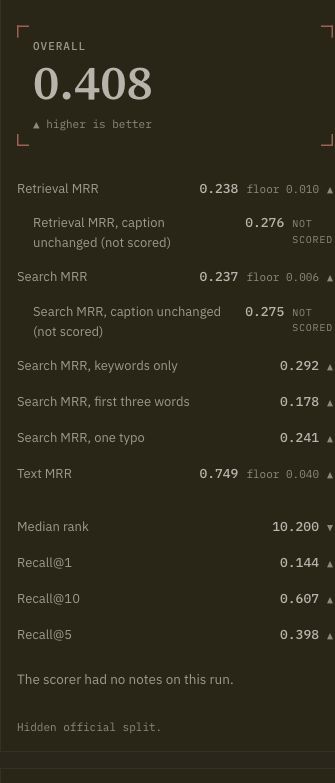 OVERALL
0.408
▲ higher is better
Retrieval MRR 0.238 floor 0.010 ▲
Retrieval MRR, caption 0.276 NOT
unchanged (not scored) SCORED
Search MRR 0.237 floor 0.006 ▲
Search MRR, caption unchanged 0.275 NOT
(not scored) SCORED
Search MRR, keywords only 0.292 ▲
Search MRR, first three words 0.178 ▲
Search MRR, one typo 0.241 ▲
Text MRR 0.749 floor 0.040 ▲
Median rank 10.200 ▼
Recall@1 0.144 ▲
Recall@10 0.607 ▲
Recall@5 0.398 ▲
The scorer had no notes on this run.
Hidden official split.